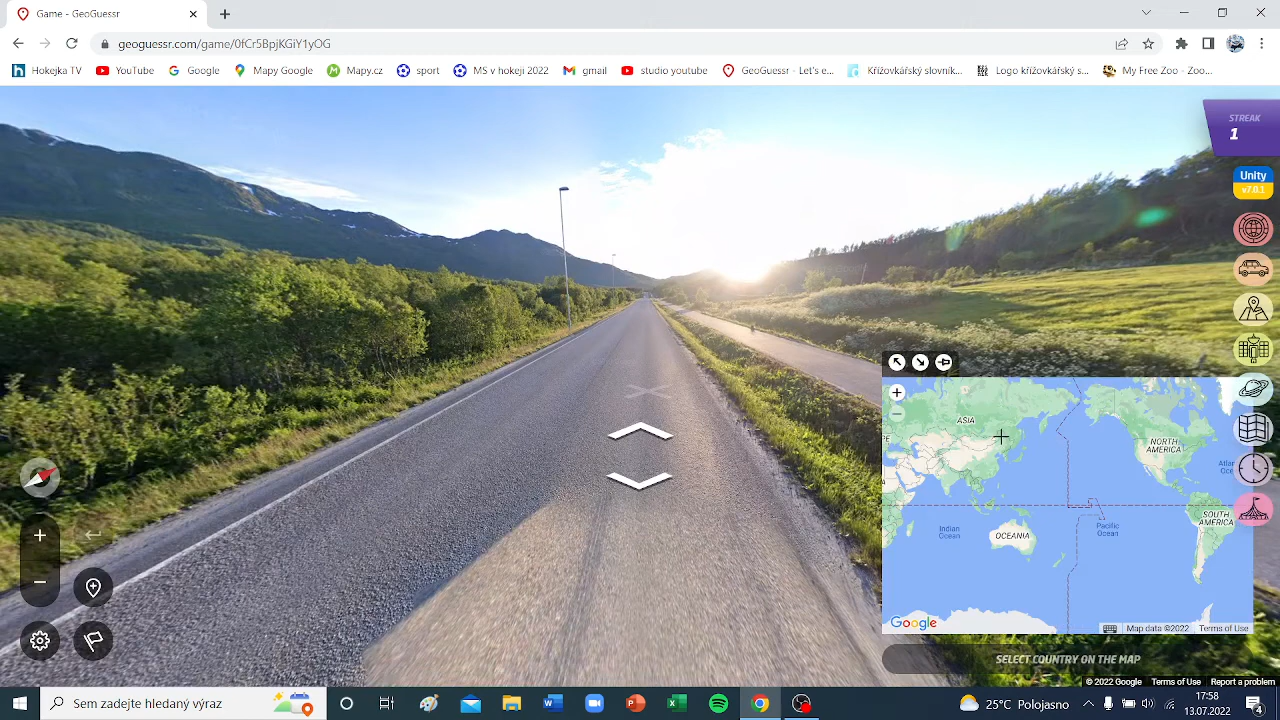 Game - GeoGuessr
geoguessr.com/game/0fCr5BpjKGiY1yOG
Hokejka TV
YouTube
Google
Mapy Google
Mapy.cz
sport
MS v hokeji 2022
gmail
studio youtube
GeoGuessr - Let's e...
Křížovkářský slovník...
Logo křížovkářský s...
My Free Zoo - Zoo...
STREAK
1
Unity
v7.0.1
ASIA
NORTH
AMERICA
Atlan
Oce
Indian
Ocean
OCEANIA
Pacific
Ocean
SOUTH
AMERICA
Google
Map data ©2022
Terms of Use
SELECT COUNTRY ON THE MAP
© 2022 Google
Terms of Use
Report a problem
Sem zadejte hledaný výraz
25°C Polojasno
17:58
13.07.2022